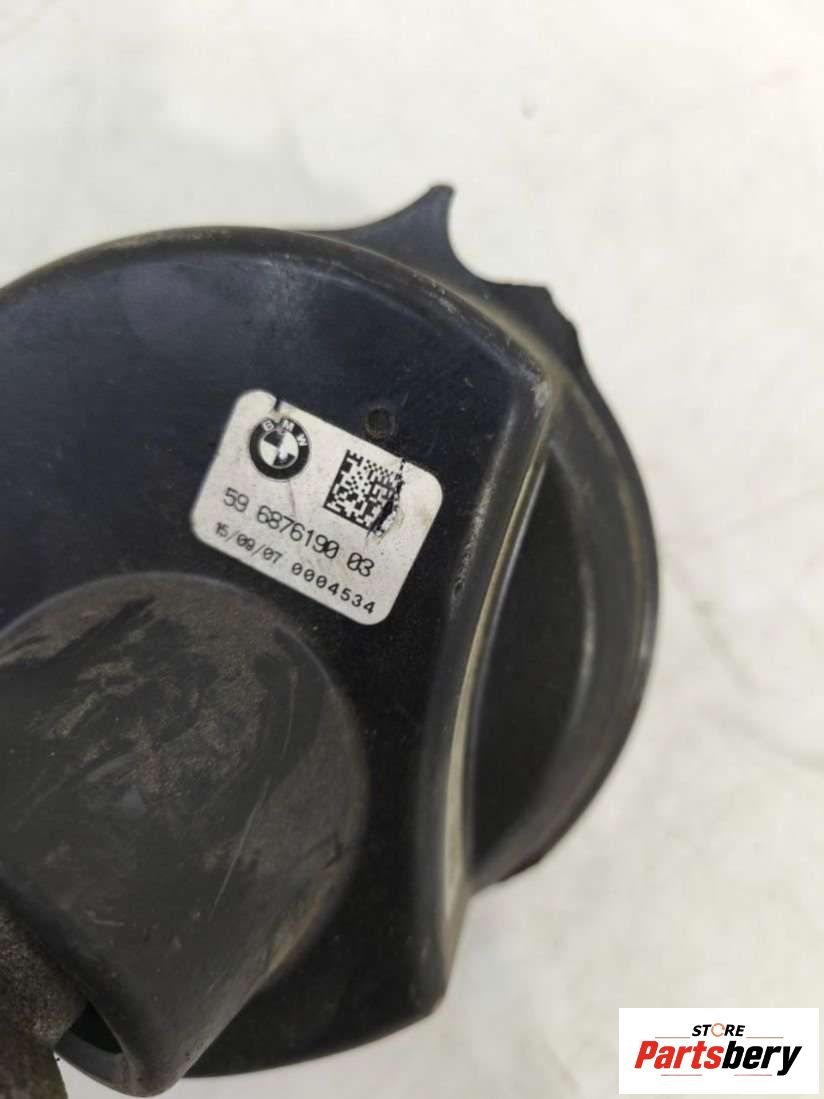 BMW
59 6876190 03
15/09/07 0004534
STORE
Partsbery